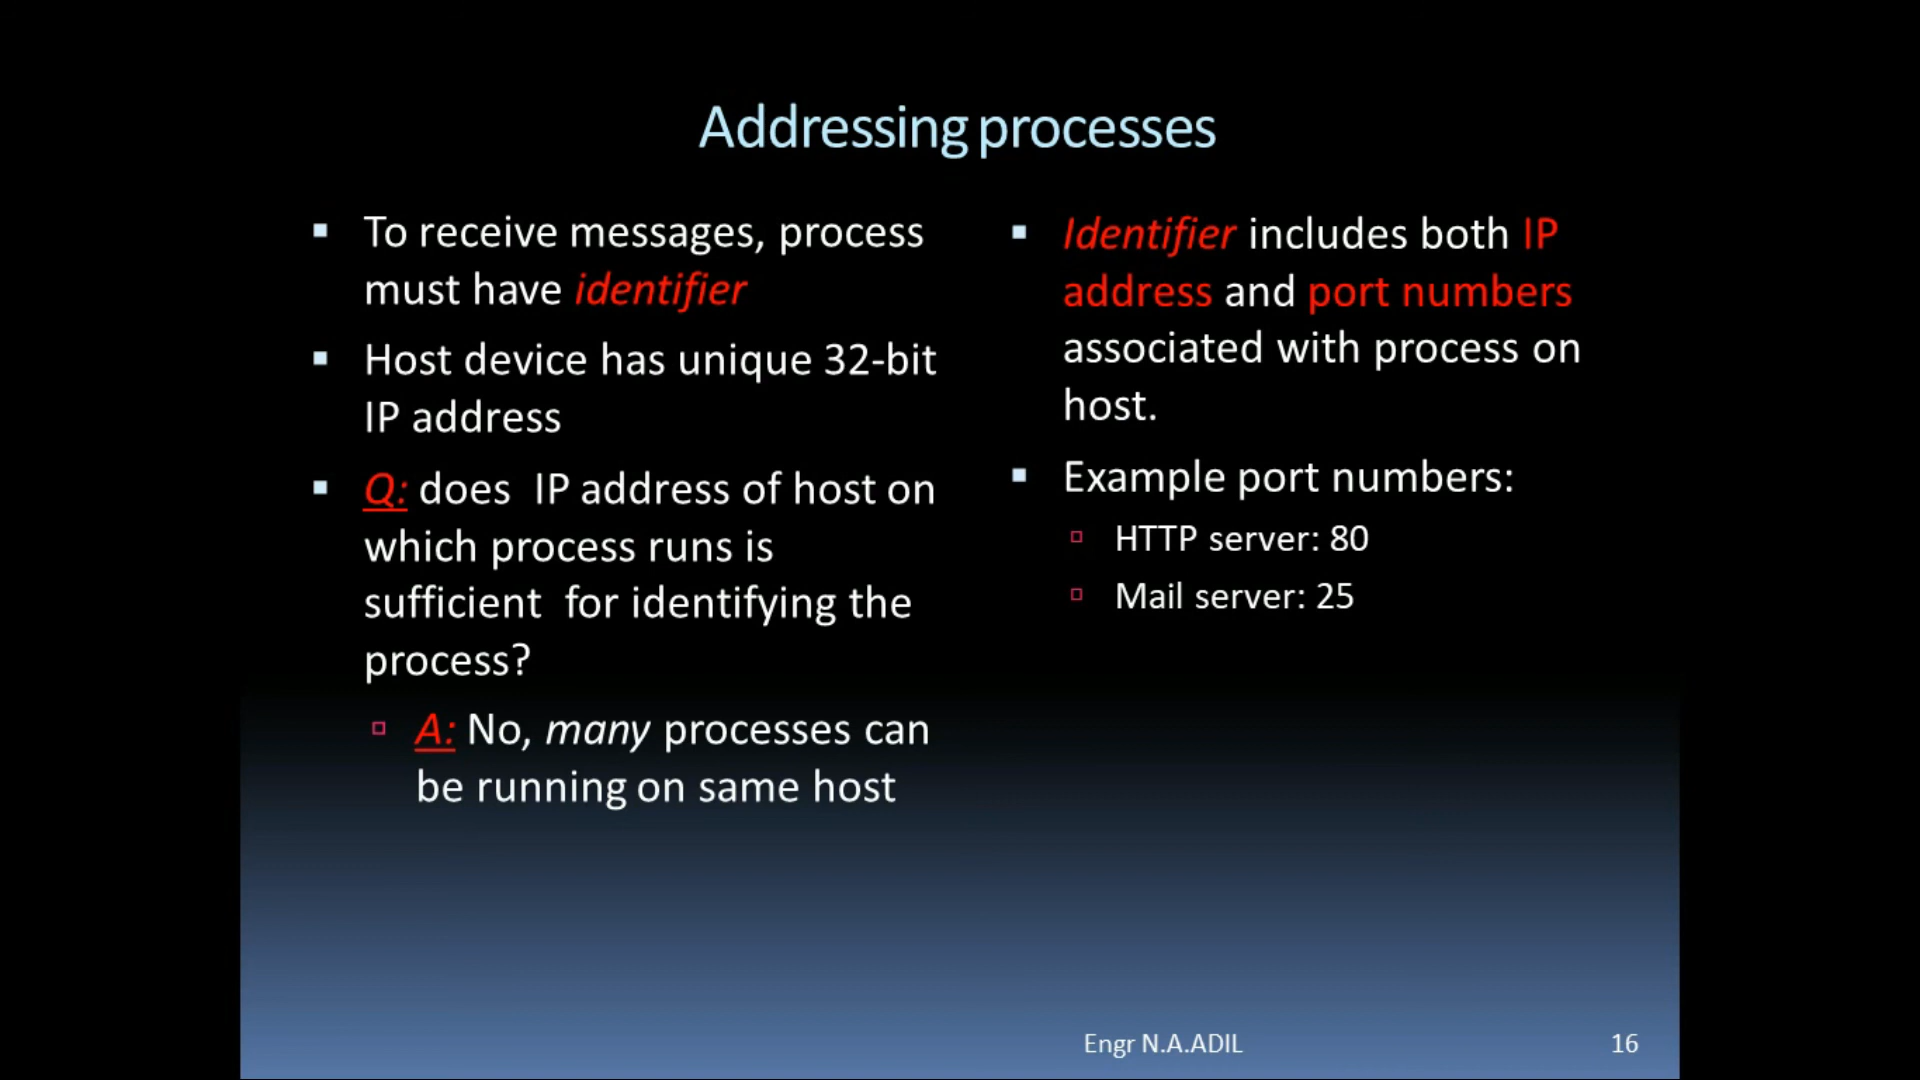 Addressing processes
To receive messages, process
must have identifier
Host device has unique 32-bit
IP address
Q: does IP address of host on
which process runs is
sufficient for identifying the
process?
A: No, many processes can
be running on same host
Identifier includes both IP
address and port numbers
associated with process on
host.
Example port numbers:
HTTP server: 80
Mail server: 25
Engr N.A.ADIL
16